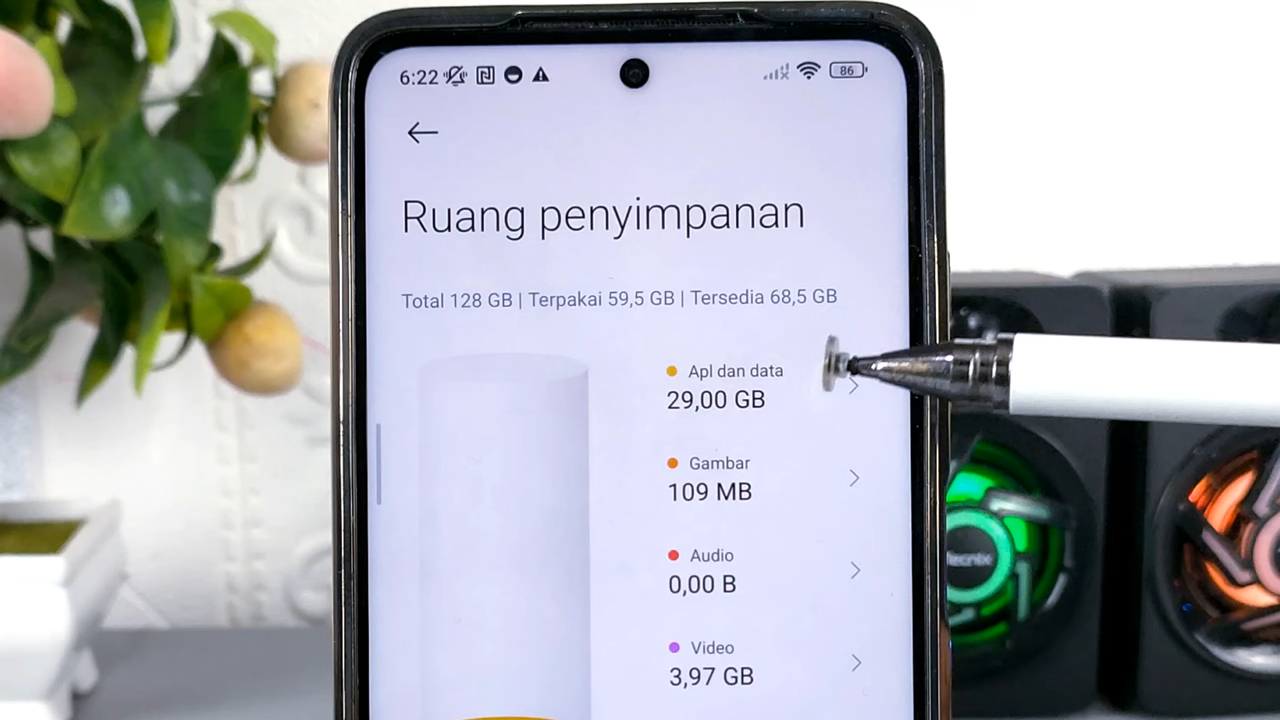 6:22 86
Ruang penyimpanan
Total 128 GB | Terpakai 59,5 GB | Tersedia 68,5 GB
Apl dan data
29,00 GB
Gambar
109 MB
Audio
0,00 B
Video
3,97 GB